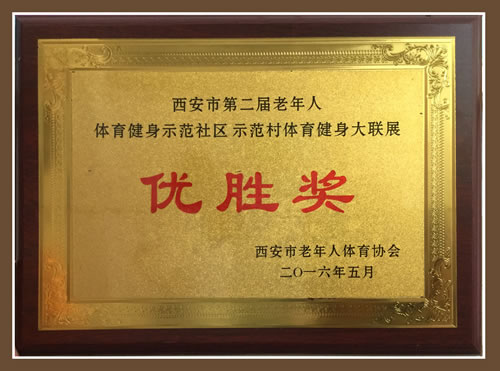 西安市第二届老年人
体育健身示范社区 示范村体育健身大联展
优胜奖
西安市老年人体育协会
二〇一六年五月